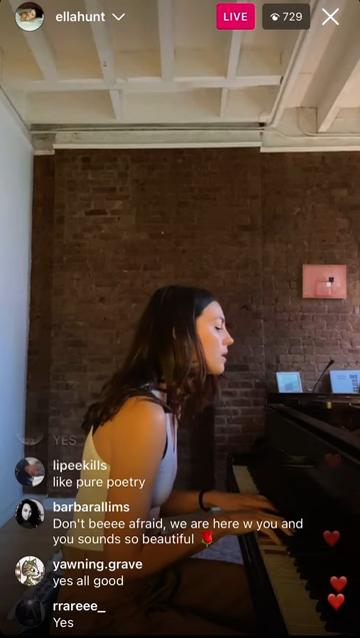 ellahunt
LIVE
729
YES
lipeekills
like pure poetry
barbarallims
Don't beeee afraid, we are here w you and
you sounds so beautiful 🌹
yawning.grave
yes all good
rrareee_
Yes